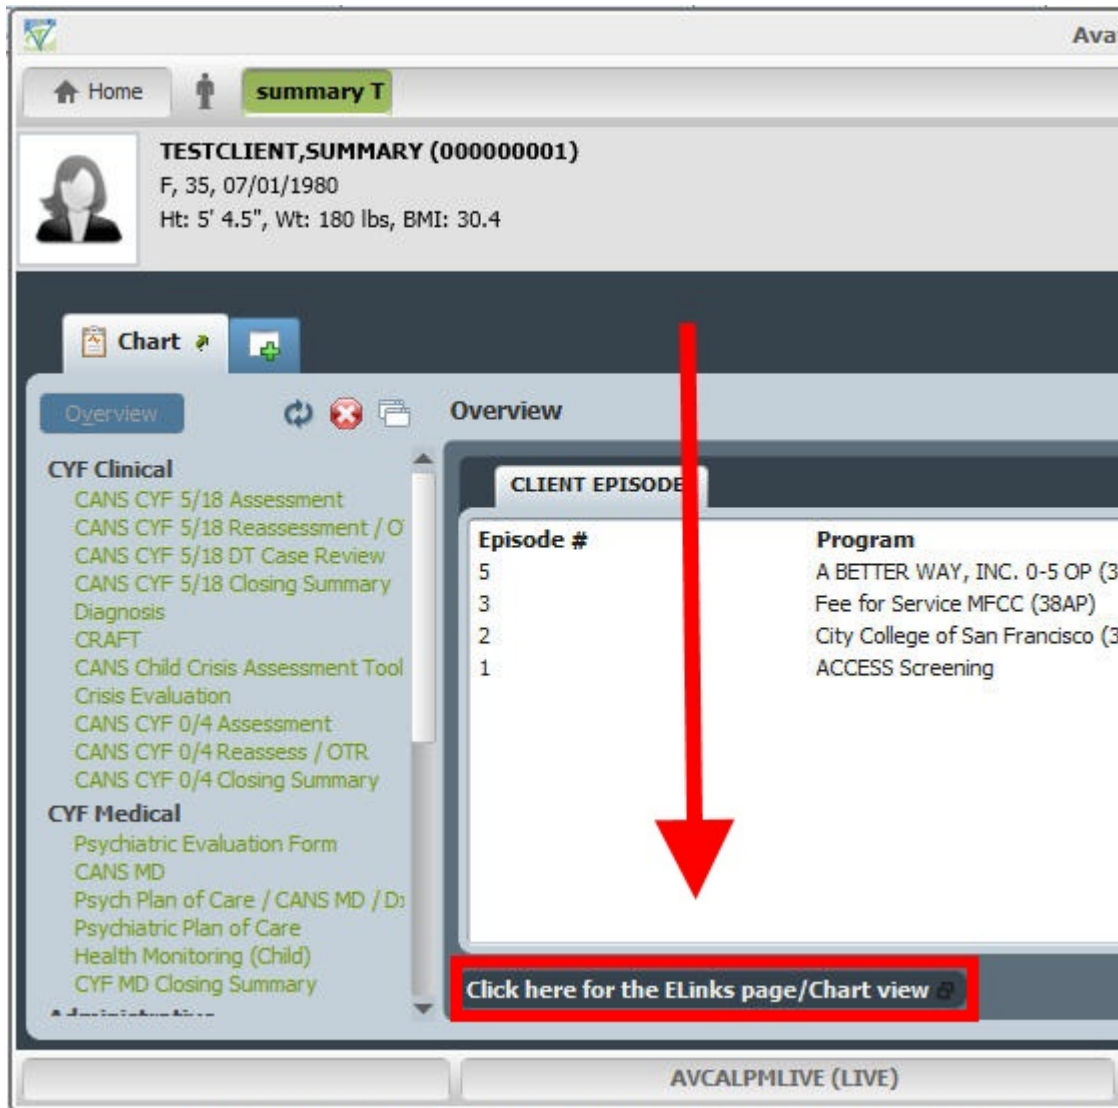 Ava
Home
summary T
TESTCLIENT,SUMMARY (000000001)
F, 35, 07/01/1980
Ht: 5' 4.5", Wt: 180 lbs, BMI: 30.4
Chart
Overview
Overview
CYF Clinical
CANS CYF 5/18 Assessment
CANS CYF 5/18 Reassessment / O
CANS CYF 5/18 DT Case Review
CANS CYF 5/18 Closing Summary
Diagnosis
CRAFT
CANS Child Crisis Assessment Tool
Crisis Evaluation
CANS CYF 0/4 Assessment
CANS CYF 0/4 Reassess / OTR
CANS CYF 0/4 Closing Summary
CYF Medical
Psychiatric Evaluation Form
CANS MD
Psych Plan of Care / CANS MD / D
Psychiatric Plan of Care
Health Monitoring (Child)
CYF MD Closing Summary
CLIENT EPISODE
Episode # Program
5 A BETTER WAY, INC. 0-5 OP (3
3 Fee for Service MFCC (38AP)
2 City College of San Francisco (3
1 ACCESS Screening
Click here for the ELinks page/Chart view
AVCALPMLIVE (LIVE)